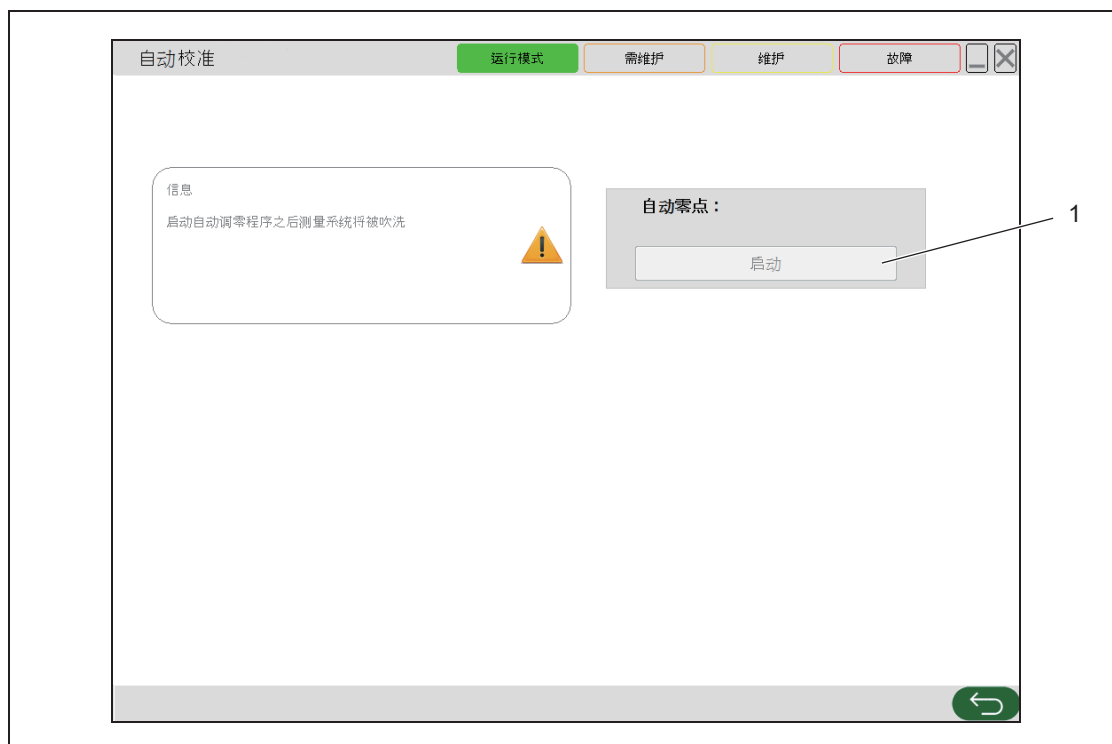 自动校准 运行模式 需维护 维护 故障
信息
启动自动调零程序之后测量系统将被吹洗
自动零点：
启动
1